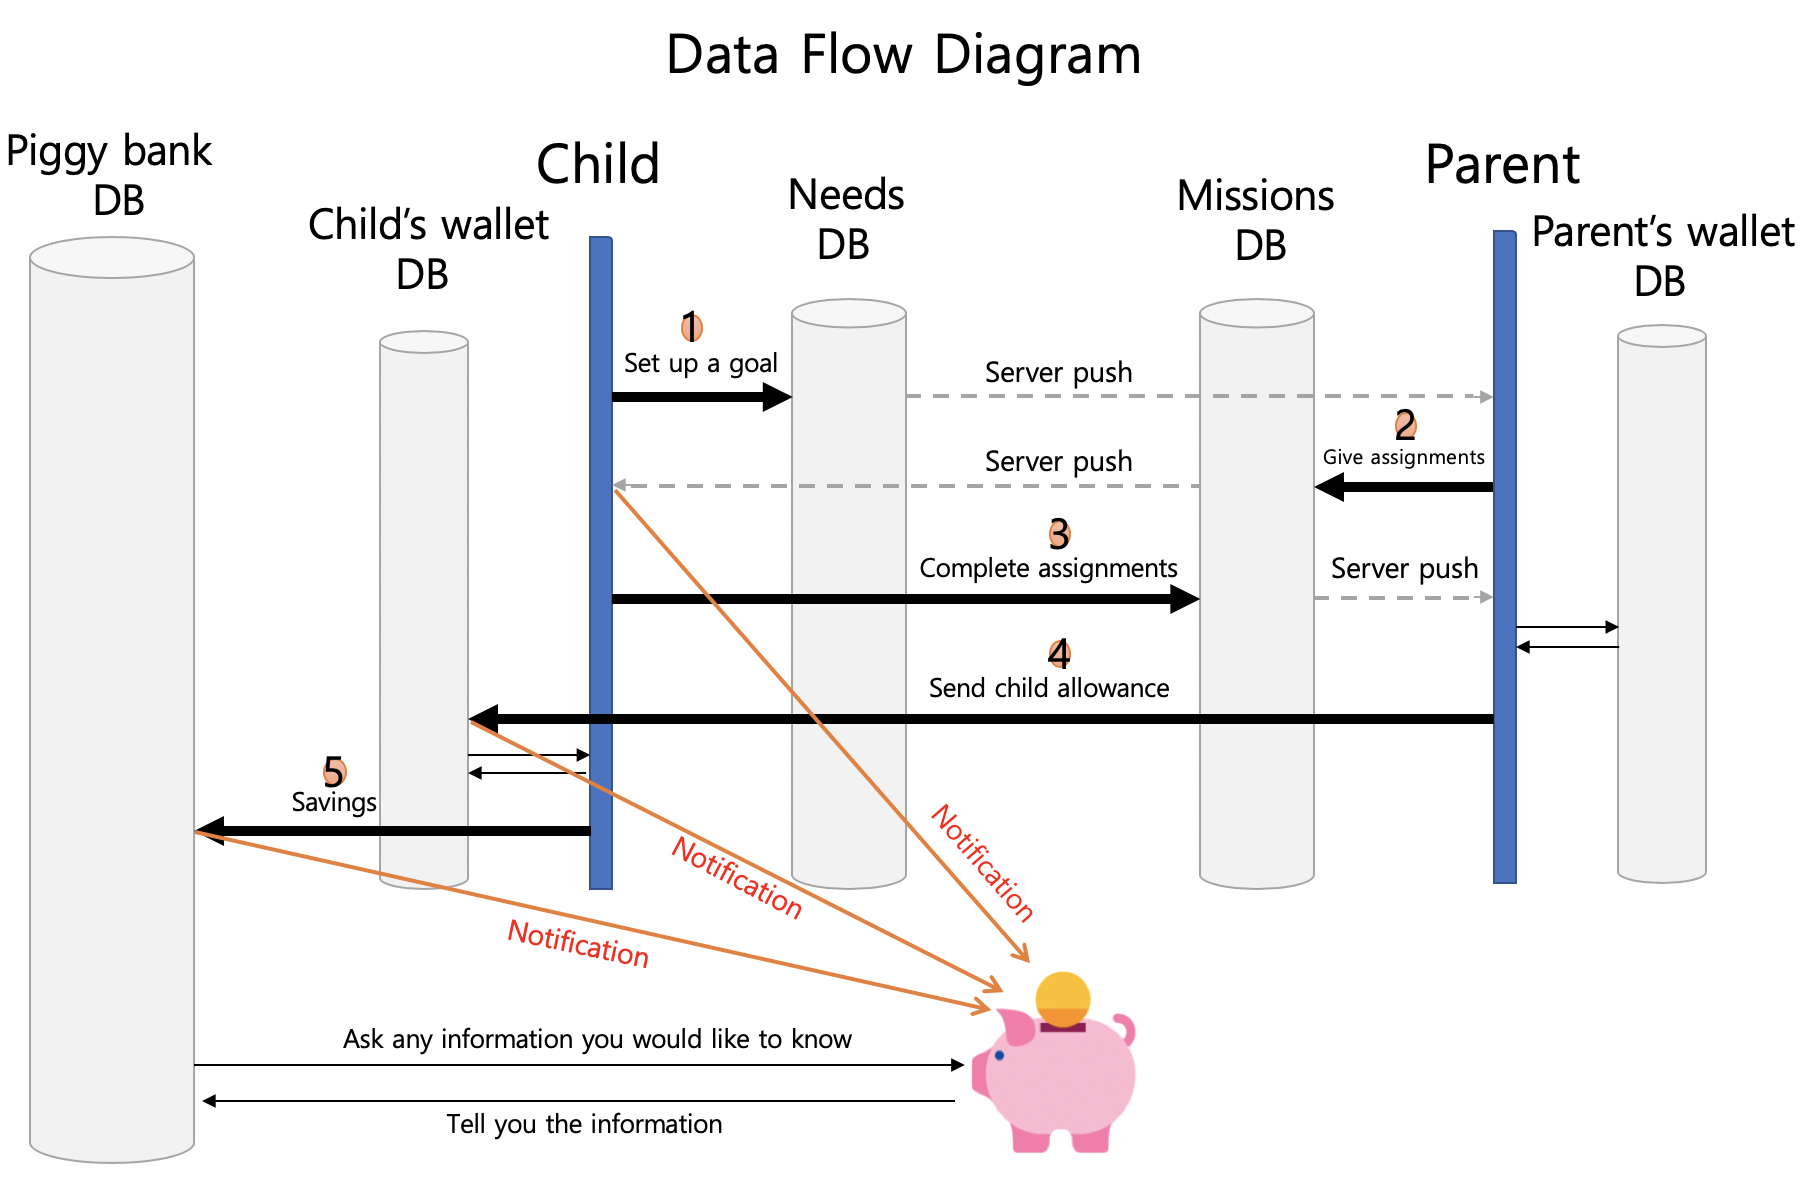 Data Flow Diagram
Piggy bank
DB
Child's wallet
DB
Child
Needs
DB
Missions
DB
Parent
Parent's wallet
DB
1
Set up a goal
Server push
2
Give assignments
Server push
3
Complete assignments
Server push
4
Send child allowance
5
Savings
Notification
Notification
Notification
Ask any information you would like to know
Tell you the information